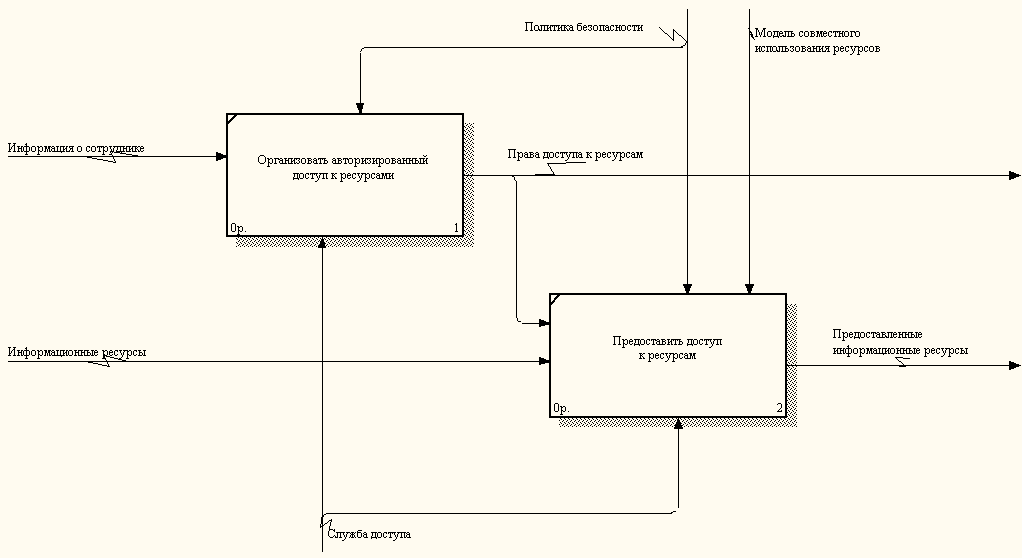 Политика безопасности
Модель совместного
использования ресурсов
Информация о сотруднике
Организовать авторизированный
доступ к ресурсами
Права доступа к ресурсам
0р.
1
Информационные ресурсы
Предоставить доступ
к ресурсам
Предоставленные
информационные ресурсы
0р.
2
Служба доступа